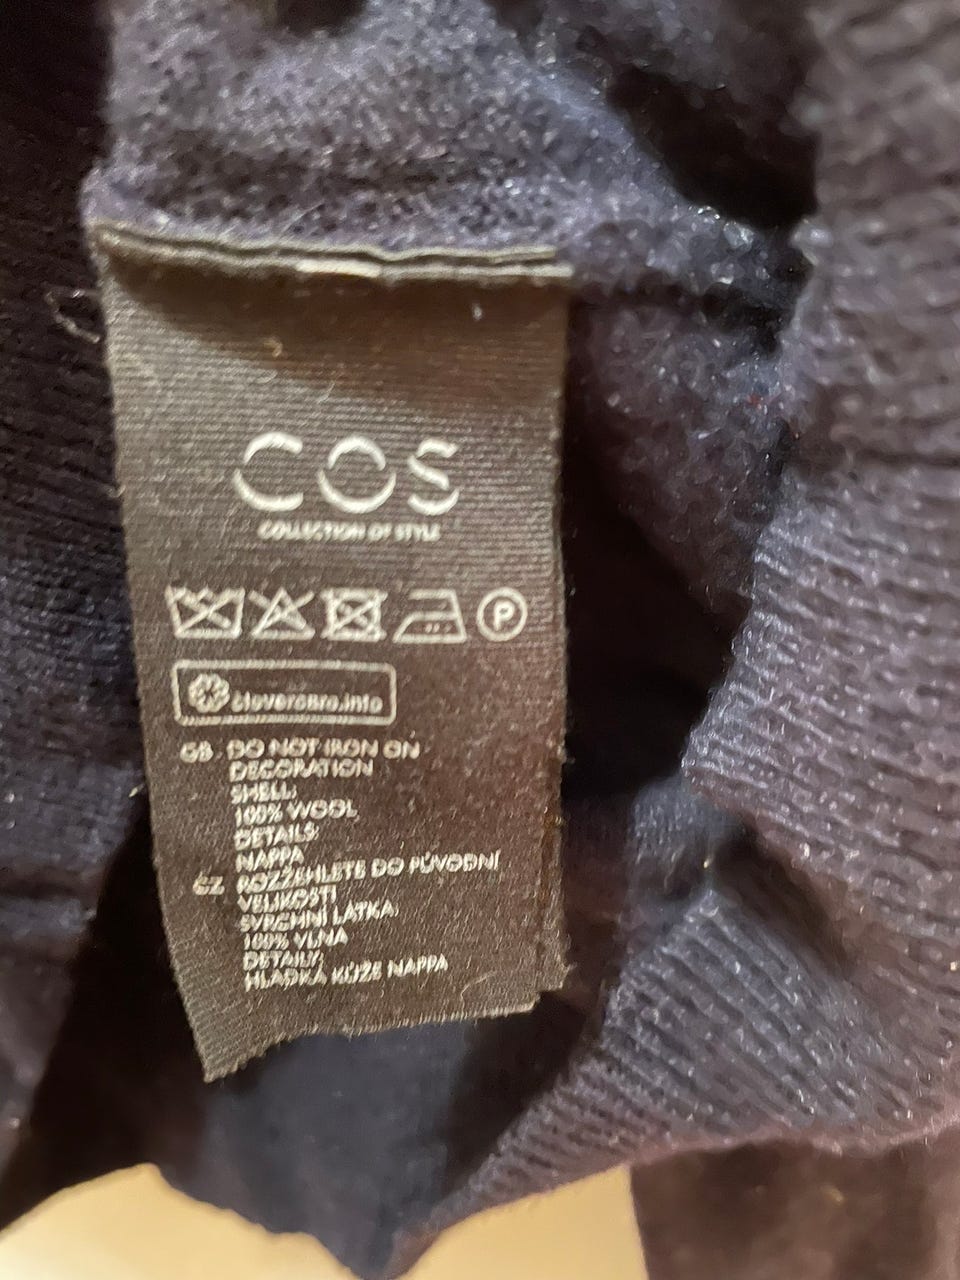 COS
COLLECTION OF STYLE
P
clevercare.info
GB DO NOT IRON ON
DECORATION
SHELL:
100% WOOL
DETAILS:
NAPPA
CZ ROZŽEHLETE DO PŮVODNÍ
VELIKOSTI
SVRCHNÍ LÁTKA:
100% VLNA
DETAILY:
HLADKÁ KŮŽE NAPPA